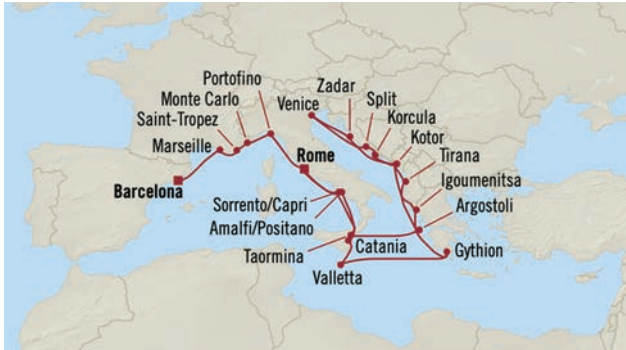 Portofino
Monte Carlo
Saint-Tropez
Marseille
Barcelona
Venice
Zadar
Split
Korcula
Kotor
Tirana
Igoumenitsa
Argostoli
Rome
Sorrento/Capri
Amalfi/Positano
Taormina
Catania
Valletta
Gythion